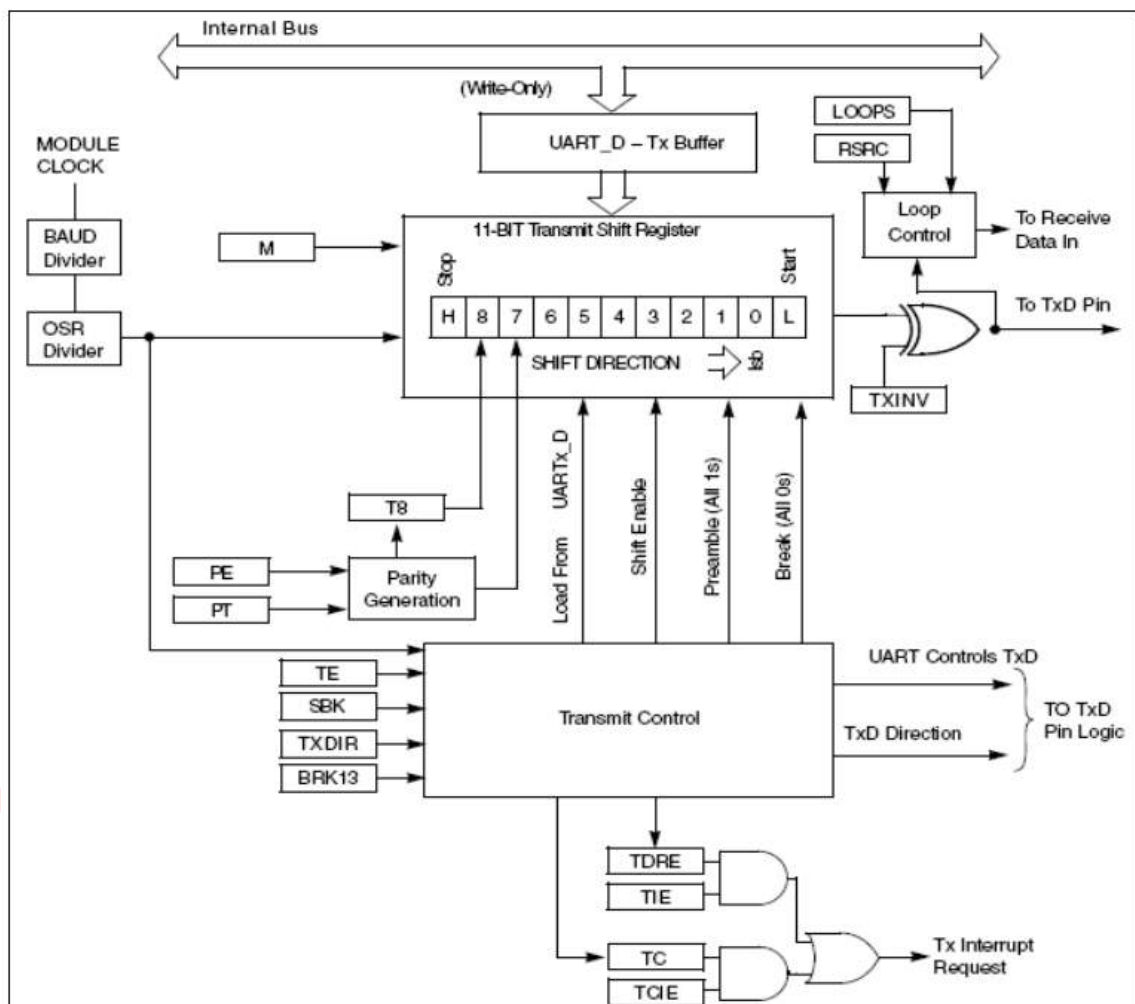 Internal Bus
(Write-Only)
LOOPS
UART_D – Tx Buffer
RSRC
MODULE
CLOCK
Loop
Control
To Receive
Data In
11-BIT Transmit Shift Register
BAUD
Divider
M
Stop
Start
H 8 7 6 5 4 3 2 1 0 L
To TxD Pin
OSR
Divider
SHIFT DIRECTION
lsb
TXINV
Load From UARTx_D
Shift Enable
Preamble (All 1s)
Break (All 0s)
T8
PE
PT
Parity
Generation
TE
SBK
TXDIR
BRK13
Transmit Control
UART Controls TxD
TxD Direction
TO TxD
Pin Logic
TDRE
TIE
TC
TCIE
Tx Interrupt
Request